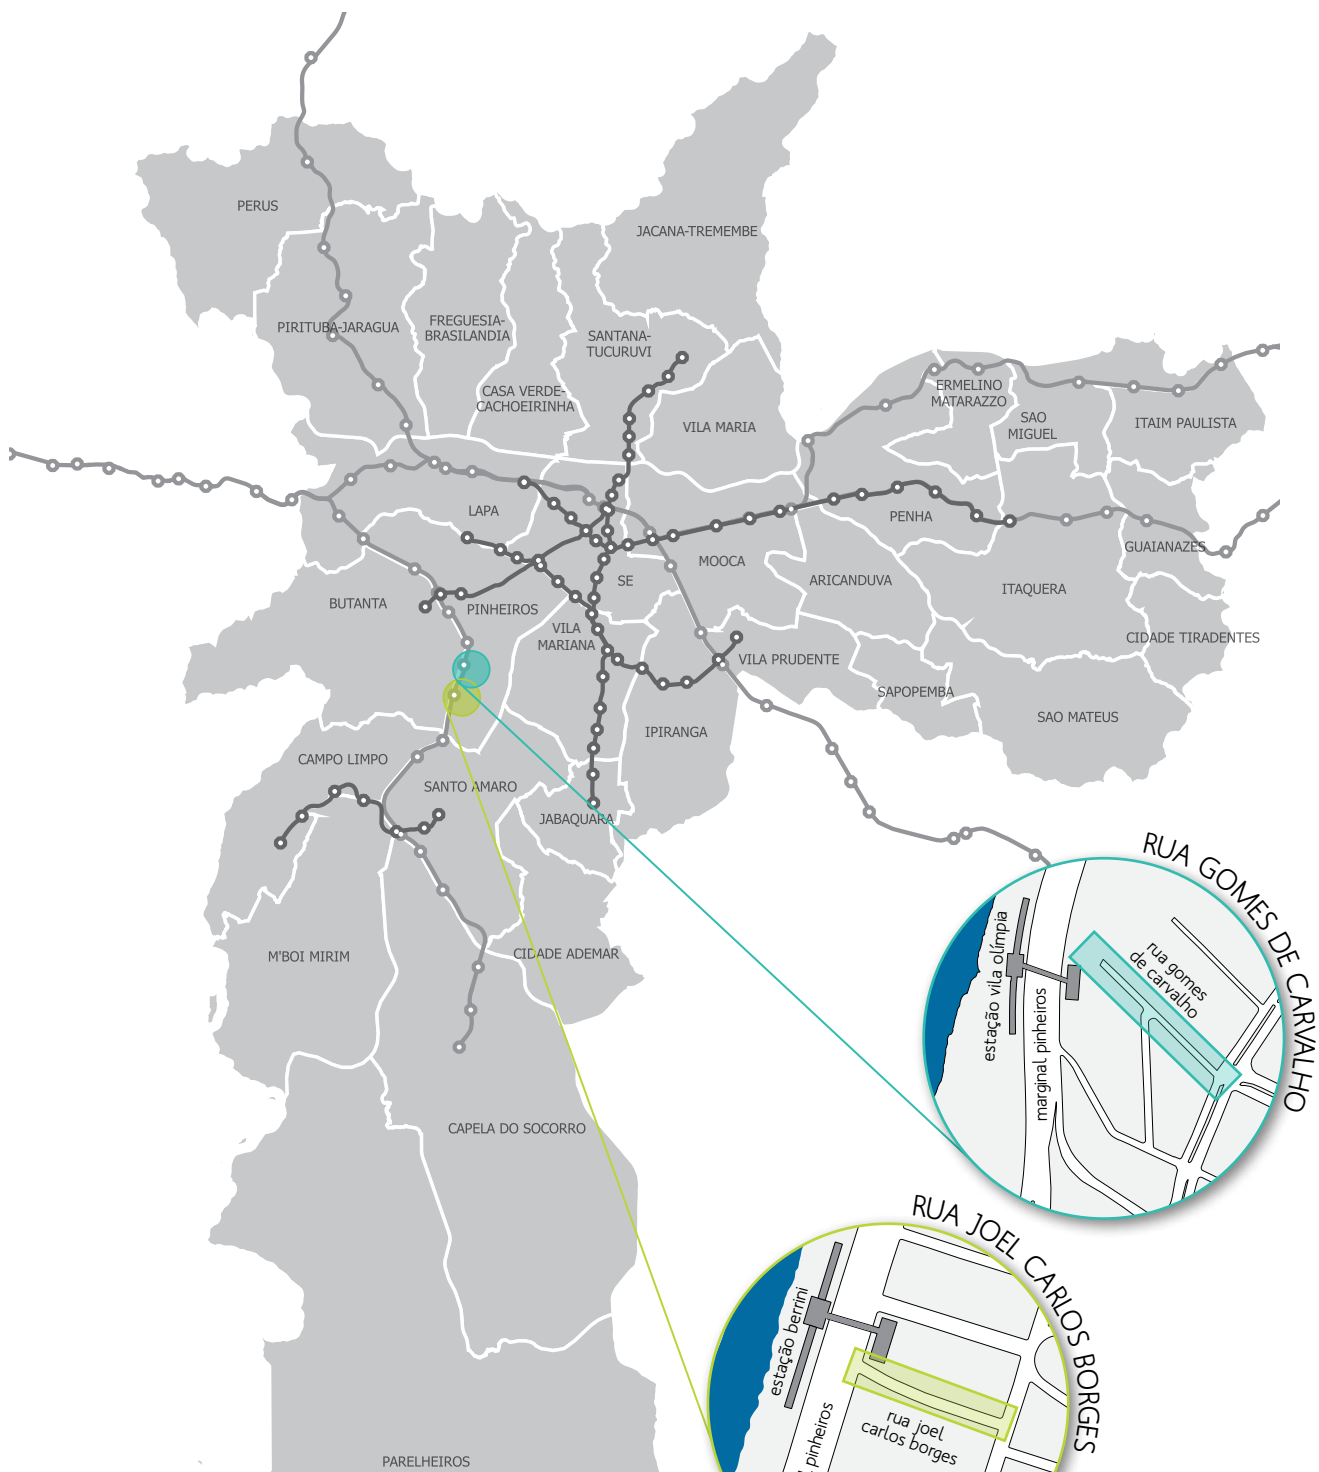 PERUS
JACANA-TREMEMBE
PIRITUBA-JARAGUA
FREGUESIA-
BRASILANDIA
SANTANA-
TUCURUVI
CASA VERDE-
CACHOEIRINHA
VILA MARIA
ERMELINO
MATARAZZO
SAO
MIGUEL
ITAIM PAULISTA
LAPA
PENHA
GUAIANAZES
MOOCA
SE
ARICANDUVA
ITAQUERA
BUTANTA
PINHEIROS
VILA
MARIANA
CIDADE TIRADENTES
VILA PRUDENTE
SAPOPEMBA
SAO MATEUS
IPIRANGA
CAMPO LIMPO
SANTO AMARO
JABAQUARA
M'BOI MIRIM
CIDADE ADEMAR
CAPELA DO SOCORRO
PARELHEIROS
RUA GOMES DE CARVALHO
estação vila olímpia
marginal pinheiros
rua gomes
de carvalho
RUA JOEL CARLOS BORGES
estação berrini
pinheiros
rua joel
carlos borges